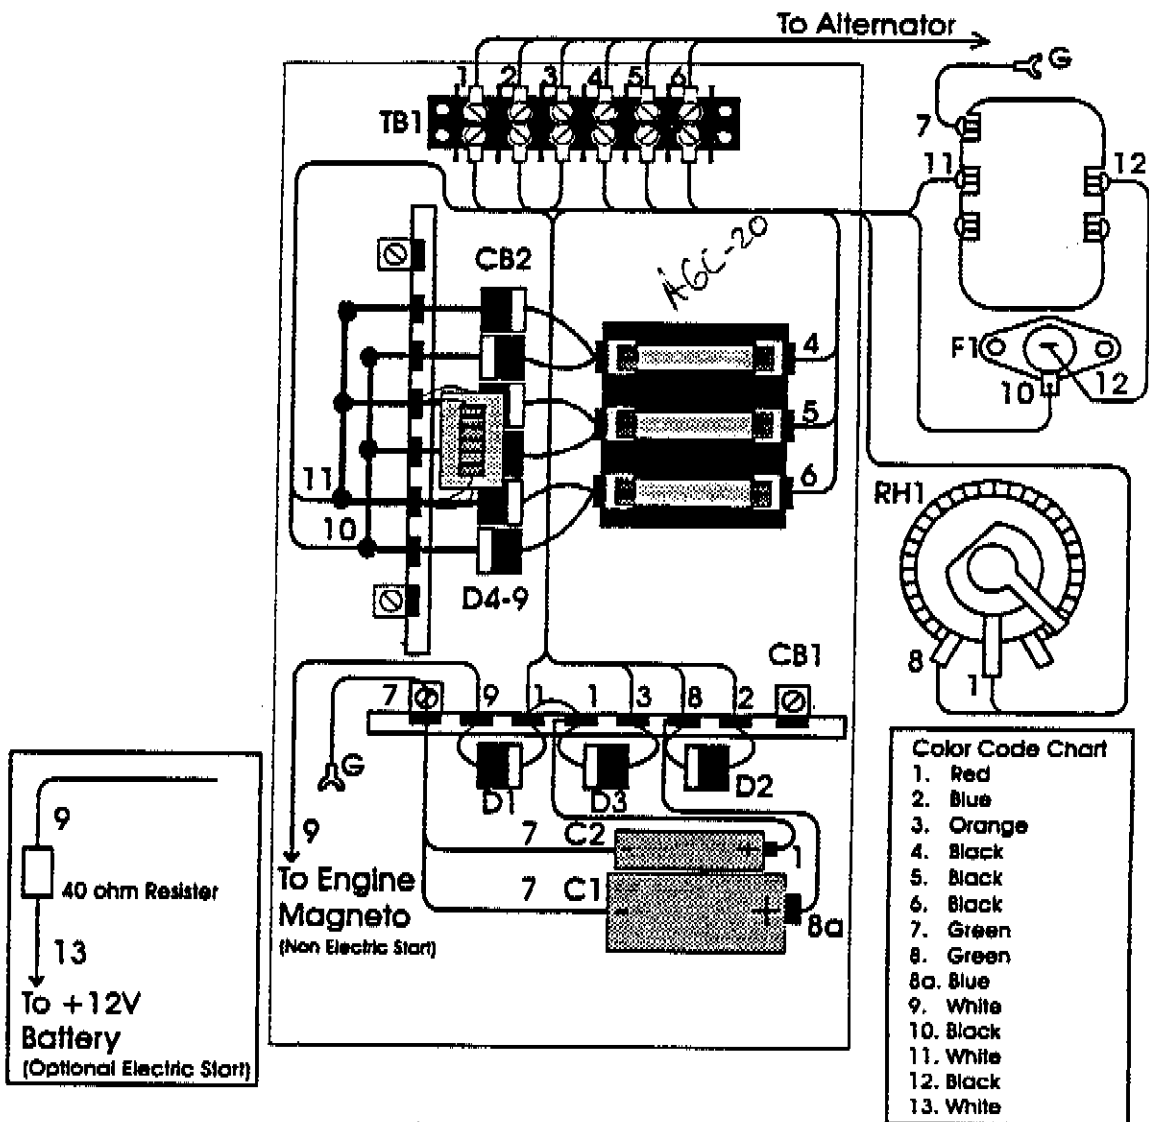 To Alternator
1 2 3 4 5 6
G
TB1
7
11
12
CB2
AGC-20
4
F1
10
12
5
11
6
RH1
10
D4-9
8
1
CB1
7 9 1 1 3 8 2
G
D1
D3
D2
9
7
C2
- +
1
To Engine
Magneto
(Non Electric Start)
7
C1
- +
8a
9
40 ohm Resister
13
To +12V
Battery
(Optional Electric Start)
Color Code Chart
1. Red
2. Blue
3. Orange
4. Black
5. Black
6. Black
7. Green
8. Green
8a. Blue
9. White
10. Black
11. White
12. Black
13. White